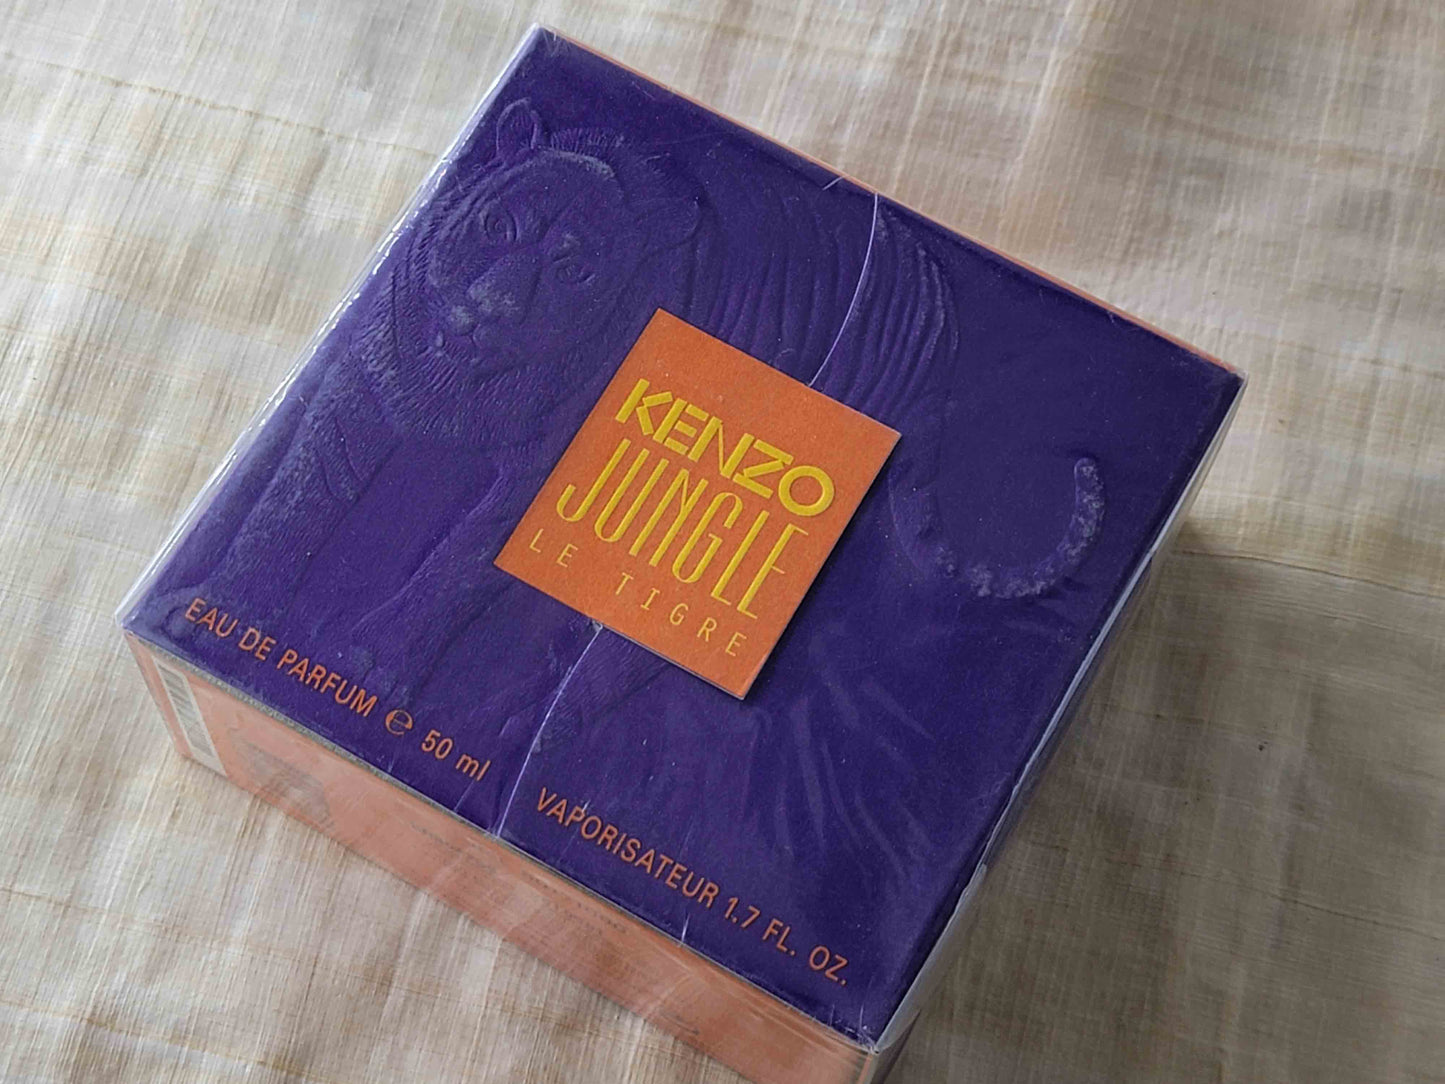 KENZO
JUNGLE
LE TIGRE
EAU DE PARFUM ℮ 50 ml
VAPORISATEUR 1.7 FL. OZ.